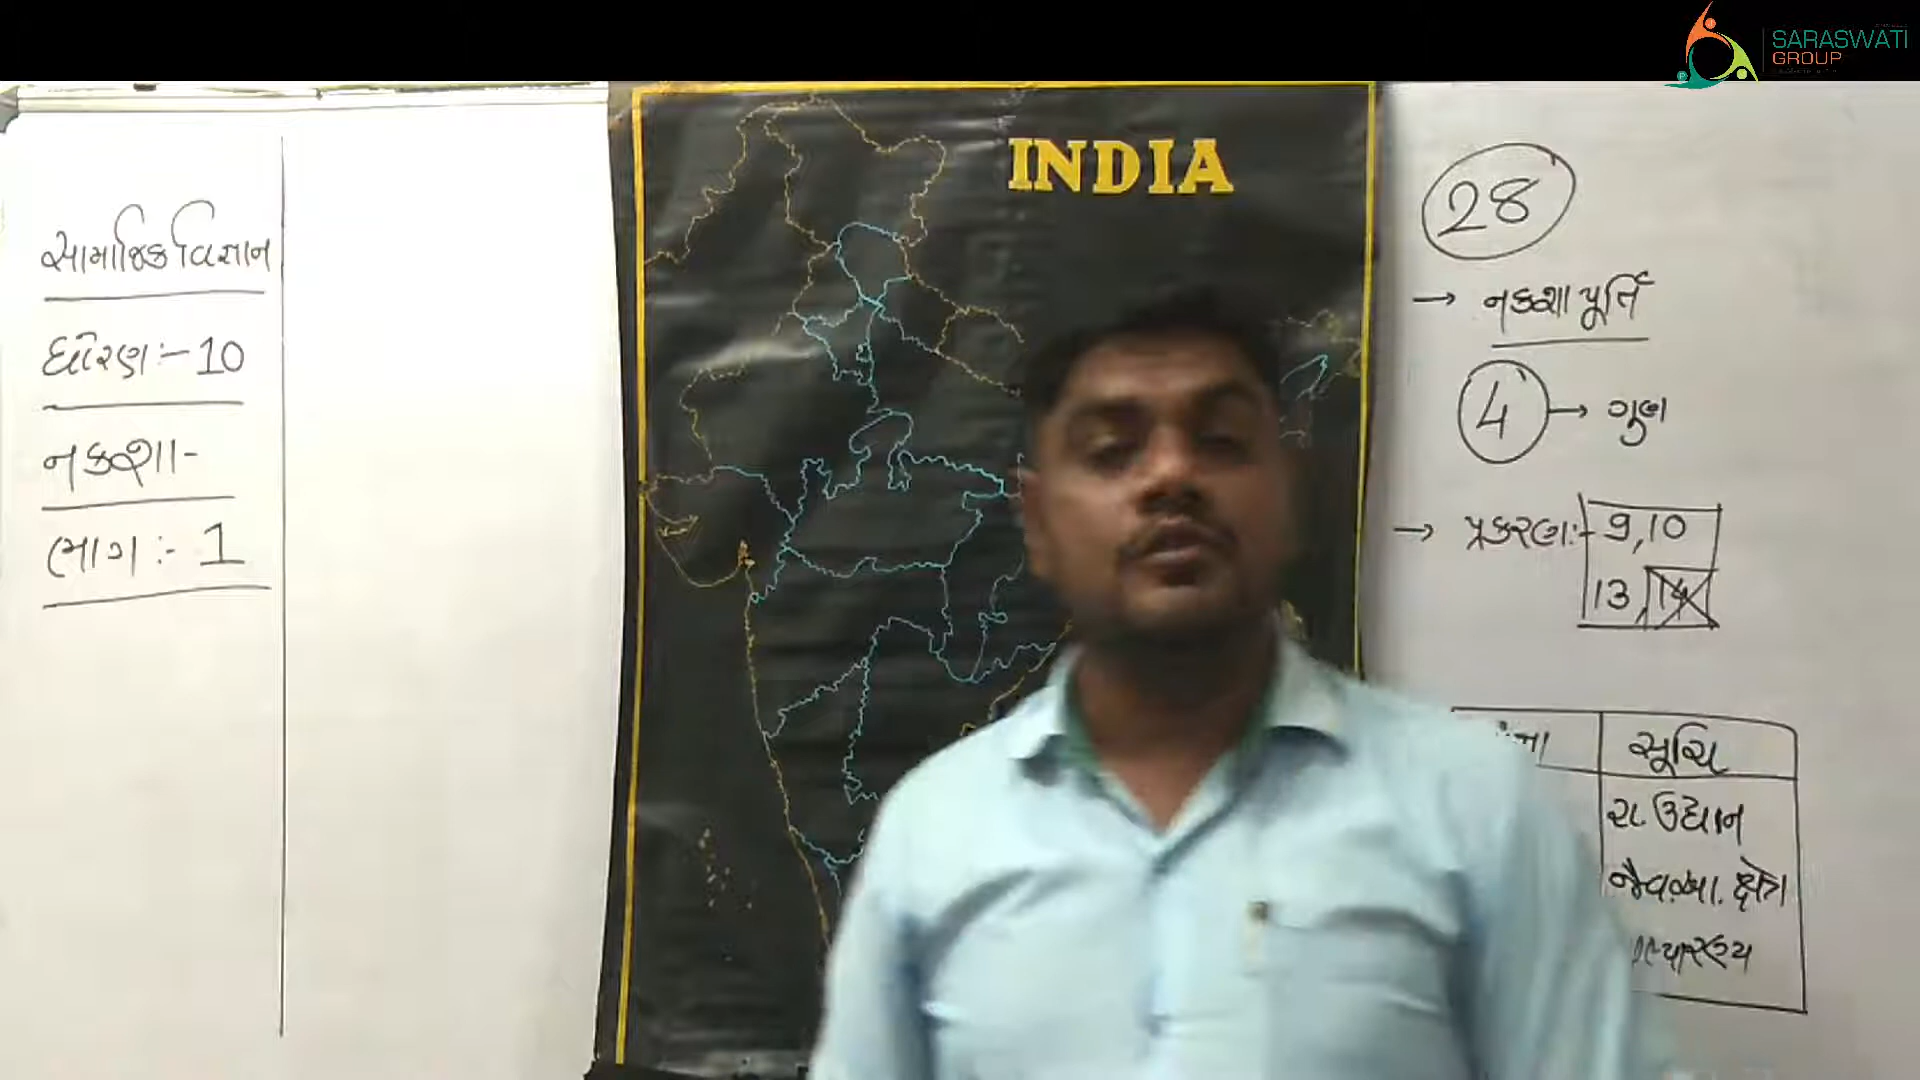 SARASWATI
GROUP
INDIA
સામાજિક વિજ્ઞાન
ધોરણ :- 10
નકશા -
ભાગ :- 1
28
→ નકશા પૂર્તિ
4 → ગુણ
→ પ્રકરણ :- 9, 10
13, 14
સૂચિ
રા. ઉદ્યાન
જૈવ.આ. ક્ષેત્ર